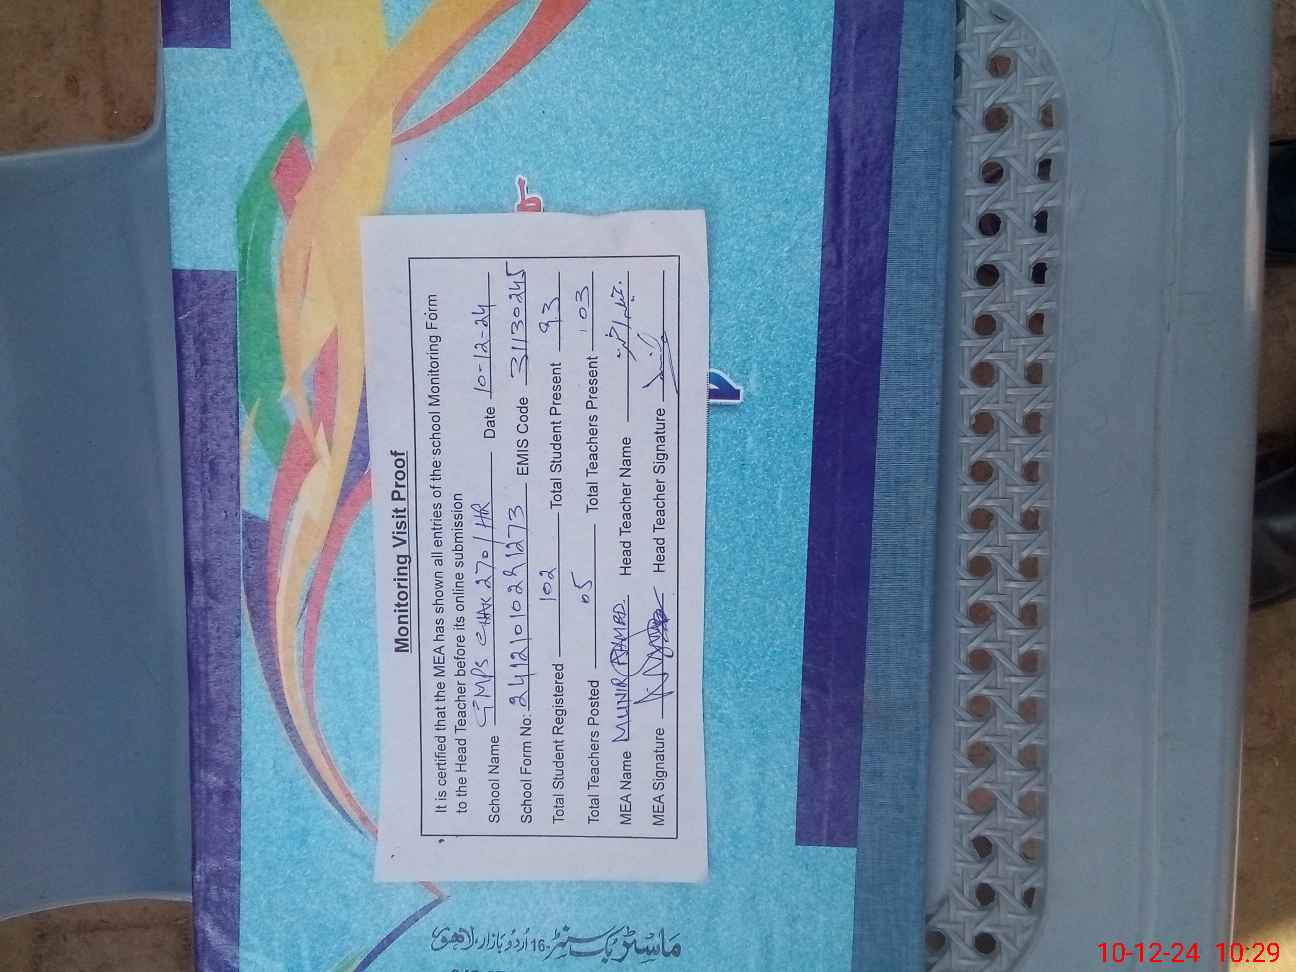 Monitoring Visit Proof
It is certified that the MEA has shown all entries of the school Monitoring Form
to the Head Teacher before its online submission
School Name GMPS CHAK 270/HR Date 10-12-24
School Form No: 24121010291273 EMIS Code 31130245
Total Student Registered 102 Total Student Present 93
Total Teachers Posted 05 Total Teachers Present 03
MEA Name MUNIR AHMED Head Teacher Name
MEA Signature Head Teacher Signature
ماسٹر بک سنٹر 16-اُردو بازار، لاہور
10-12-24 10:29